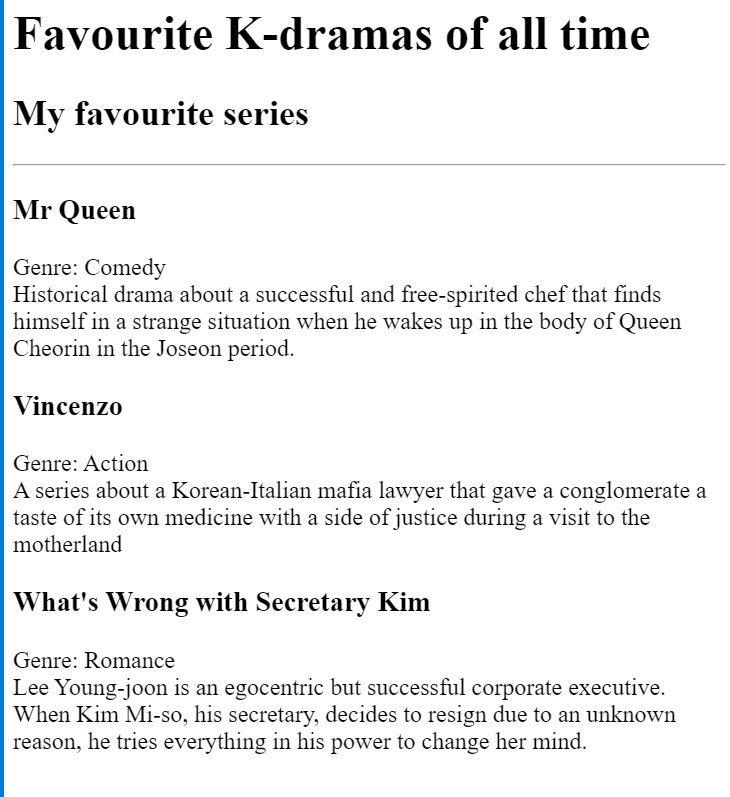 Favourite K-dramas of all time
My favourite series
Mr Queen
Genre: Comedy
Historical drama about a successful and free-spirited chef that finds
himself in a strange situation when he wakes up in the body of Queen
Cheorin in the Joseon period.
Vincenzo
Genre: Action
A series about a Korean-Italian mafia lawyer that gave a conglomerate a
taste of its own medicine with a side of justice during a visit to the
motherland
What's Wrong with Secretary Kim
Genre: Romance
Lee Young-joon is an egocentric but successful corporate executive.
When Kim Mi-so, his secretary, decides to resign due to an unknown
reason, he tries everything in his power to change her mind.